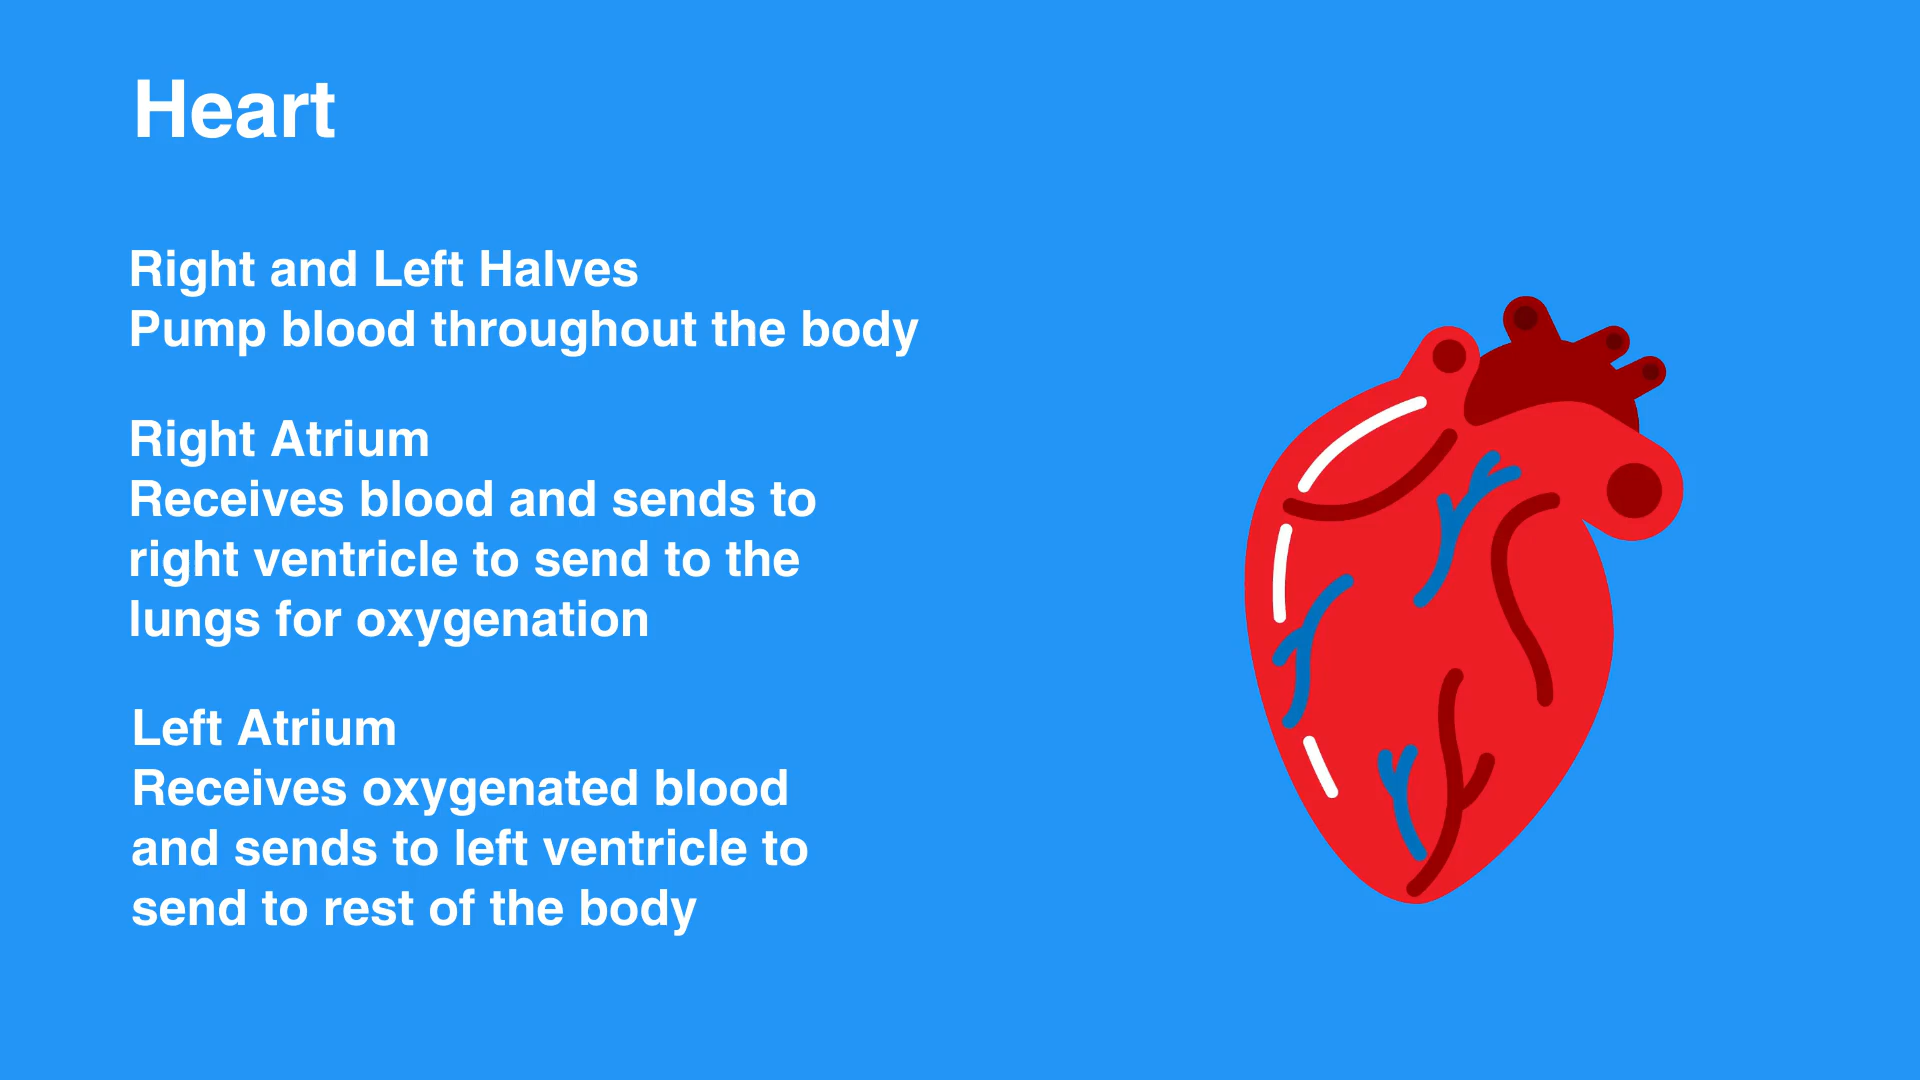 Heart
Right and Left Halves
Pump blood throughout the body
Right Atrium
Receives blood and sends to
right ventricle to send to the
lungs for oxygenation
Left Atrium
Receives oxygenated blood
and sends to left ventricle to
send to rest of the body